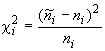 χ_i^2 = (ñ_i − n_i)^2 / n_i